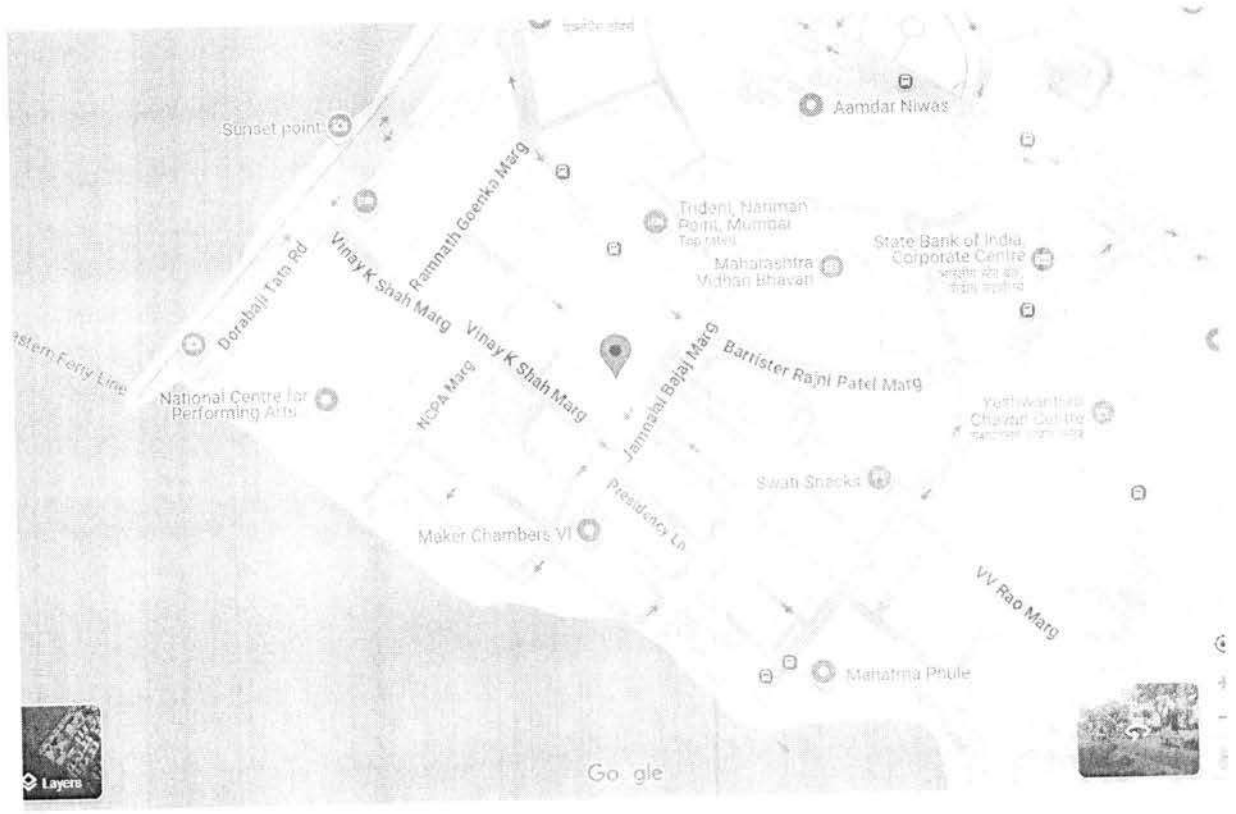 Aamdar Niwas
Sunset point
Ramnath Goenka Marg
Trident, Nariman
Point, Mumbai
Top rated
State Bank of India,
Corporate Centre
Maharashtra
Vidhan Bhavan
Vinay K Shah Marg
Dorabaji Tata Rd
Vinay K Shah Marg
Jamnalal Bajaj Marg
Barrister Rajni Patel Marg
astern Ferry Line
National Centre for
Performing Arts
NCPA Marg
Chavan Centre
Swati Snacks
Presidency Ln
Maker Chambers VI
VV Rao Marg
Mahatma Phule
Layers
Go gle